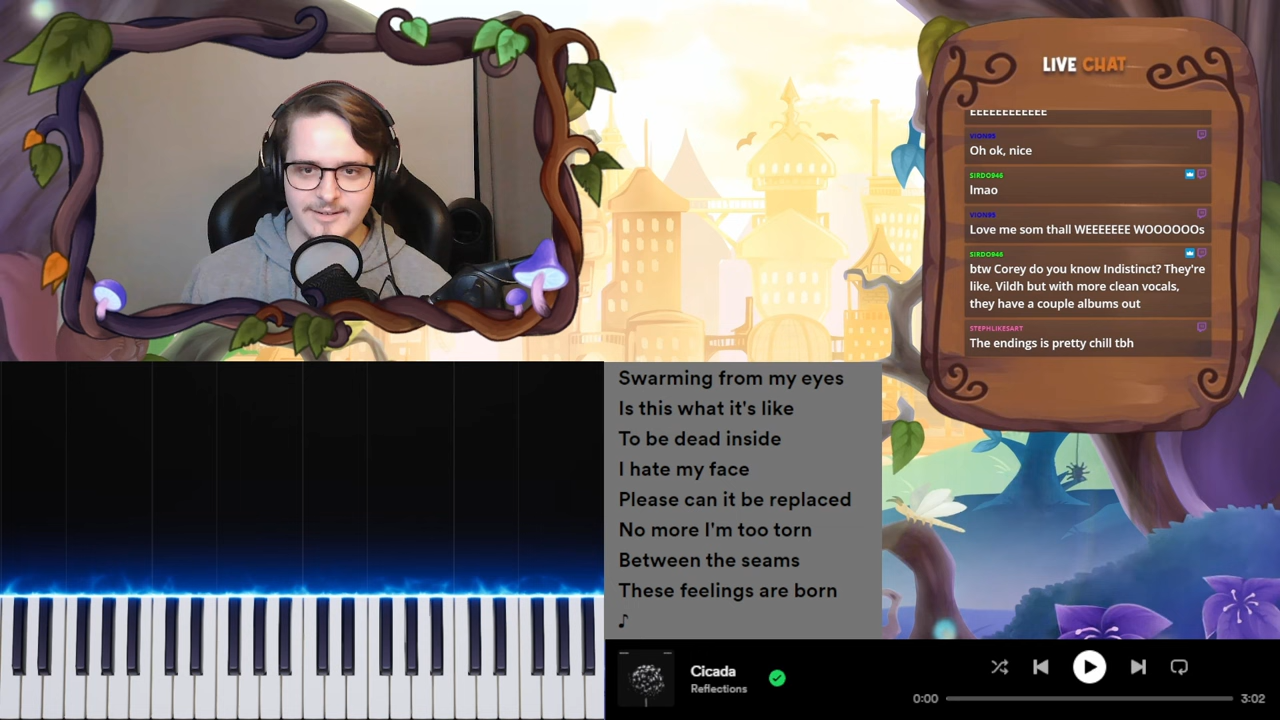 LIVE CHAT
EEEEEEEEEEEE
VION95
Oh ok, nice
SIRDO946
lmao
VION95
Love me som thall WEEEEEEE WOOOOOOs
SIRDO946
btw Corey do you know Indistinct? They're
like, Vildh but with more clean vocals,
they have a couple albums out
STEPHLIKESART
The endings is pretty chill tbh
Swarming from my eyes
Is this what it's like
To be dead inside
I hate my face
Please can it be replaced
No more I'm too torn
Between the seams
These feelings are born
♪
Cicada
Reflections
0:00
3:02